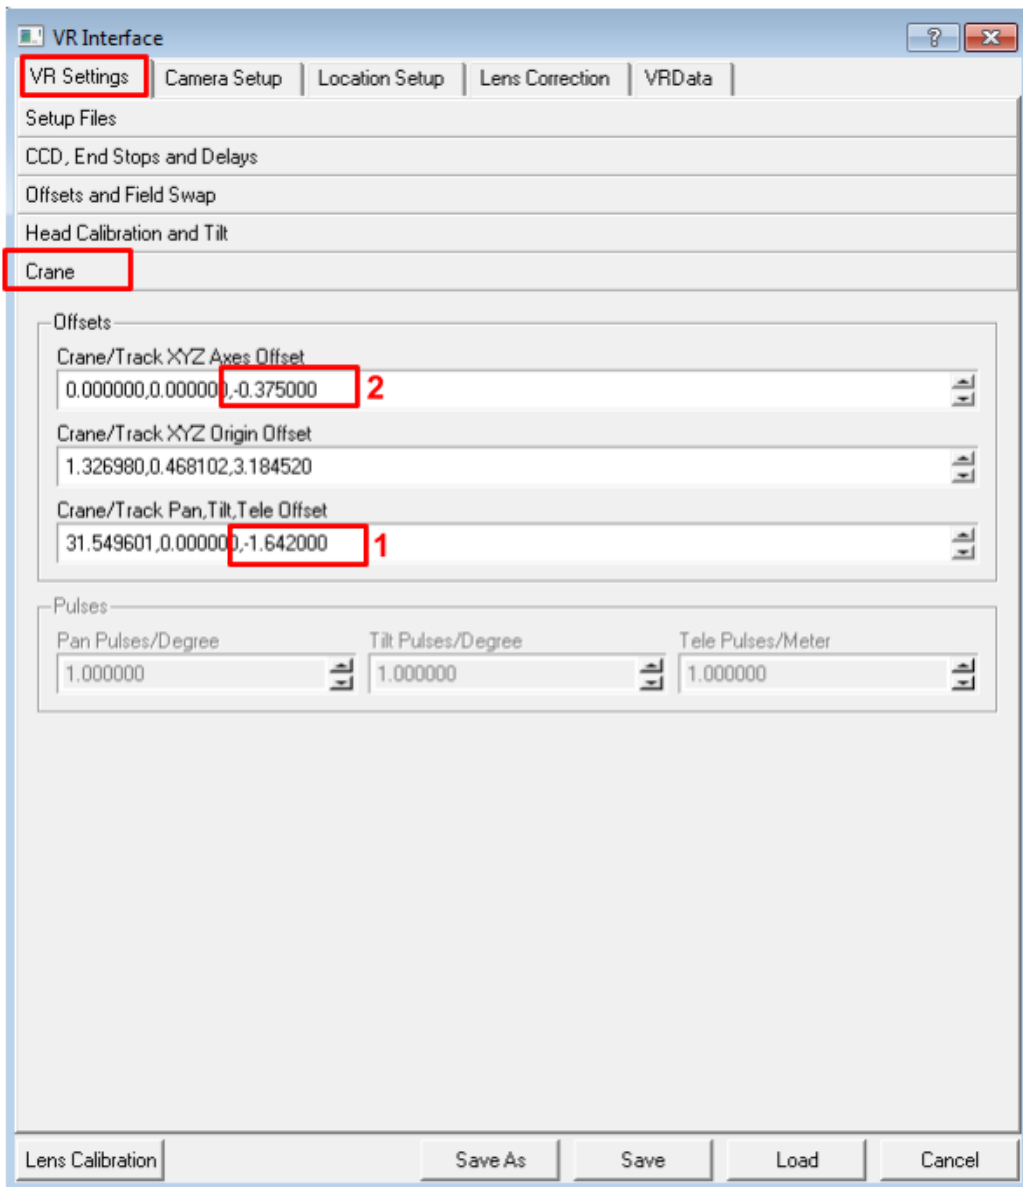 VR Interface
VR Settings Camera Setup Location Setup Lens Correction VRData
Setup Files
CCD, End Stops and Delays
Offsets and Field Swap
Head Calibration and Tilt
Crane
Offsets
Crane/Track XYZ Axes Offset
0.000000,0.000000,-0.375000 2
Crane/Track XYZ Origin Offset
1.326980,0.468102,3.184520
Crane/Track Pan,Tilt,Tele Offset
31.549601,0.000000,-1.642000 1
Pulses
Pan Pulses/Degree Tilt Pulses/Degree Tele Pulses/Meter
1.000000 1.000000 1.000000
Lens Calibration Save As Save Load Cancel